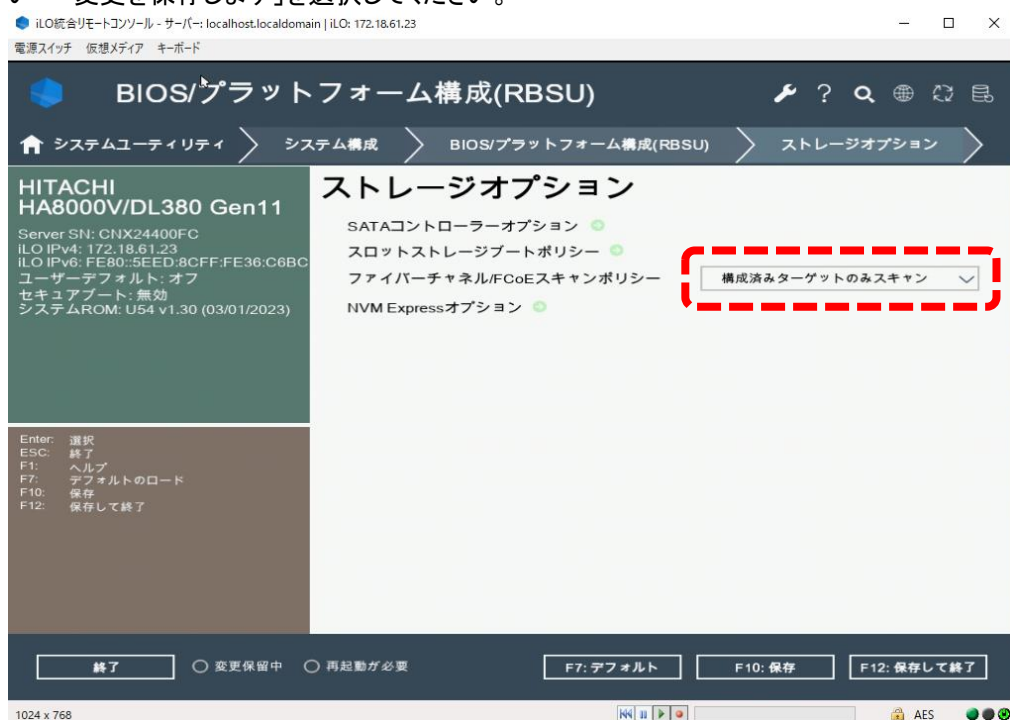 変更を保存します」を選択してください。
iLO統合リモートコンソール - サーバー: localhost.localdomain | iLO: 172.18.61.23
電源スイッチ 仮想メディア キーボード
BIOS/プラットフォーム構成(RBSU)
システムユーティリティ システム構成 BIOS/プラットフォーム構成(RBSU) ストレージオプション
HITACHI
HA8000V/DL380 Gen11
Server SN: CNX24400FC
iLO IPv4: 172.18.61.23
iLO IPv6: FE80::5EED:8CFF:FE36:C6BC
ユーザーデフォルト: オフ
セキュアブート: 無効
システムROM: U54 v1.30 (03/01/2023)
ストレージオプション
SATAコントローラーオプション
スロットストレージブートポリシー
ファイバーチャネル/FCoEスキャンポリシー 構成済みターゲットのみスキャン
NVM Expressオプション
Enter: 選択
ESC: 終了
F1: ヘルプ
F7: デフォルトのロード
F10: 保存
F12: 保存して終了
終了 変更保留中 再起動が必要 F7: デフォルト F10: 保存 F12: 保存して終了
1024 x 768 AES